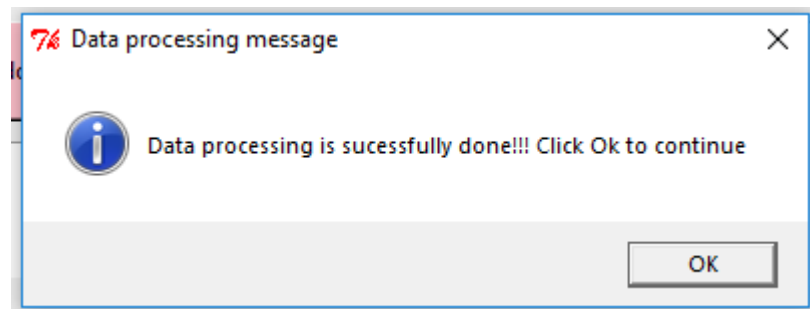 Data processing message
Data processing is sucessfully done!!! Click Ok to continue
OK